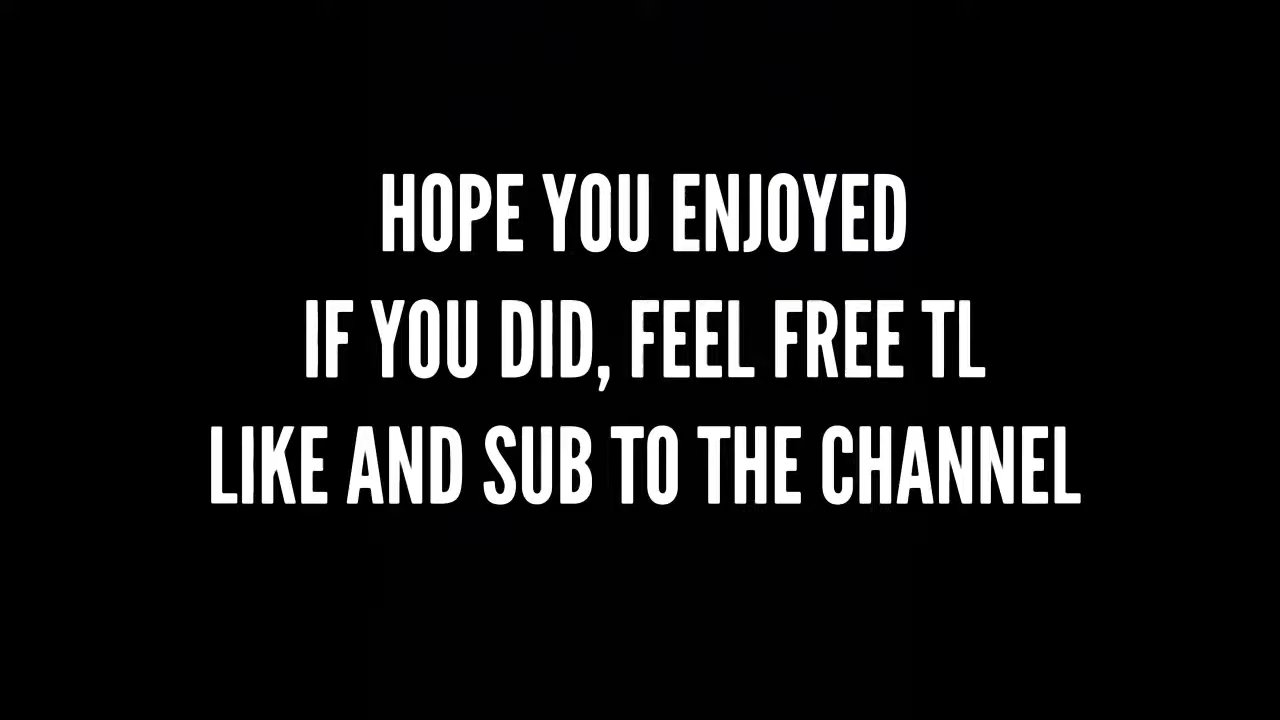 HOPE YOU ENJOYED
IF YOU DID, FEEL FREE TL
LIKE AND SUB TO THE CHANNEL